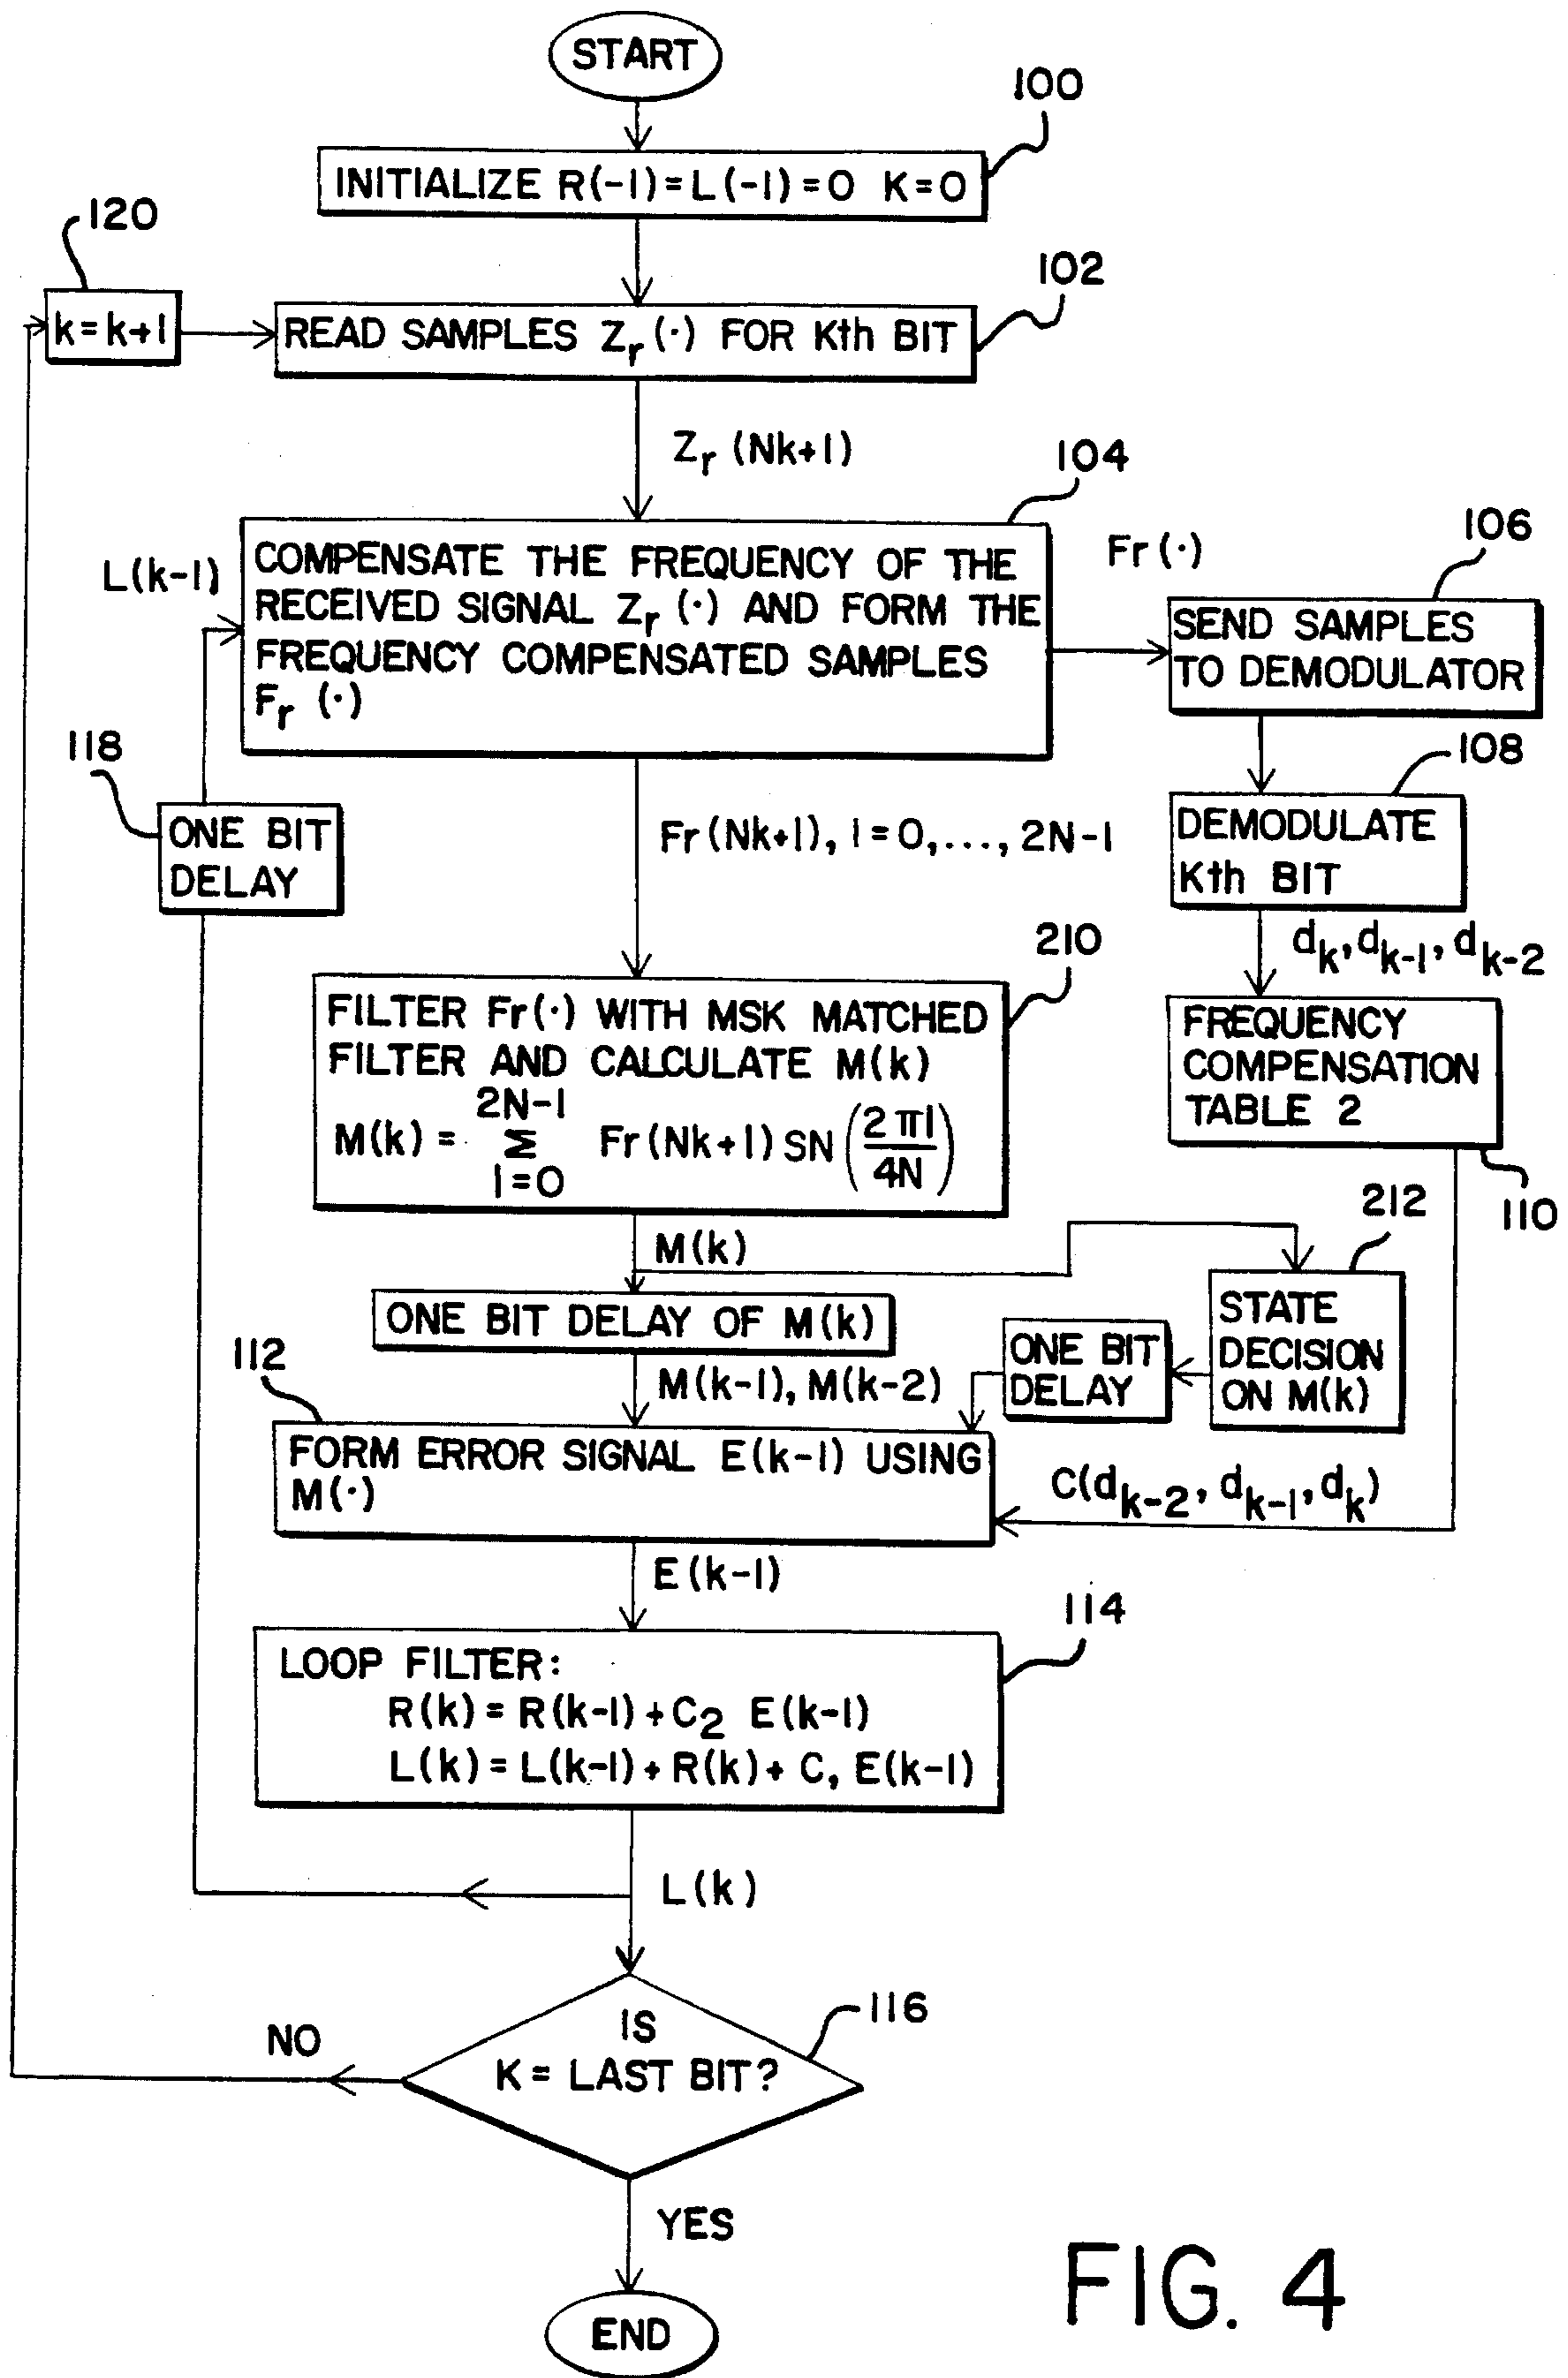 START
100
INITIALIZE R(-1)=L(-1)=0 K=0
120
k=k+1
102
READ SAMPLES Zr(·) FOR Kth BIT
Zr(Nk+1)
104
L(k-1)
COMPENSATE THE FREQUENCY OF THE
RECEIVED SIGNAL Zr(·) AND FORM THE
FREQUENCY COMPENSATED SAMPLES
Fr(·)
Fr(·)
106
SEND SAMPLES
TO DEMODULATOR
118
ONE BIT
DELAY
Fr(Nk+1), l=0,..., 2N-1
108
DEMODULATE
Kth BIT
dk, dk-1, dk-2
210
FILTER Fr(·) WITH MSK MATCHED
FILTER AND CALCULATE M(k)
M(k) = 2N-1 Σ l=0 Fr(Nk+1) SN (2πl/4N)
FREQUENCY
COMPENSATION
TABLE 2
110
M(k)
212
ONE BIT DELAY OF M(k)
STATE
DECISION
ON M(k)
ONE BIT
DELAY
112
M(k-1), M(k-2)
FORM ERROR SIGNAL E(k-1) USING
M(·)
C(dk-2, dk-1, dk)
E(k-1)
114
LOOP FILTER:
R(k) = R(k-1) + C2 E(k-1)
L(k) = L(k-1) + R(k) + C, E(k-1)
L(k)
116
IS
K = LAST BIT?
NO
YES
END
FIG. 4